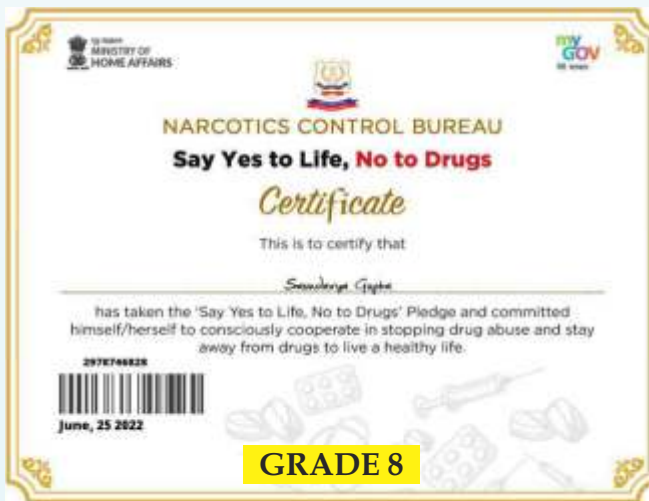 MINISTRY OF
HOME AFFAIRS
my
GOV
NARCOTICS CONTROL BUREAU
Say Yes to Life, No to Drugs
Certificate
This is to certify that
Gupta
has taken the 'Say Yes to Life, No to Drugs' Pledge and committed
himself/herself to consciously cooperate in stopping drug abuse and stay
away from drugs to live a healthy life.
2978746828
June, 25 2022
GRADE 8